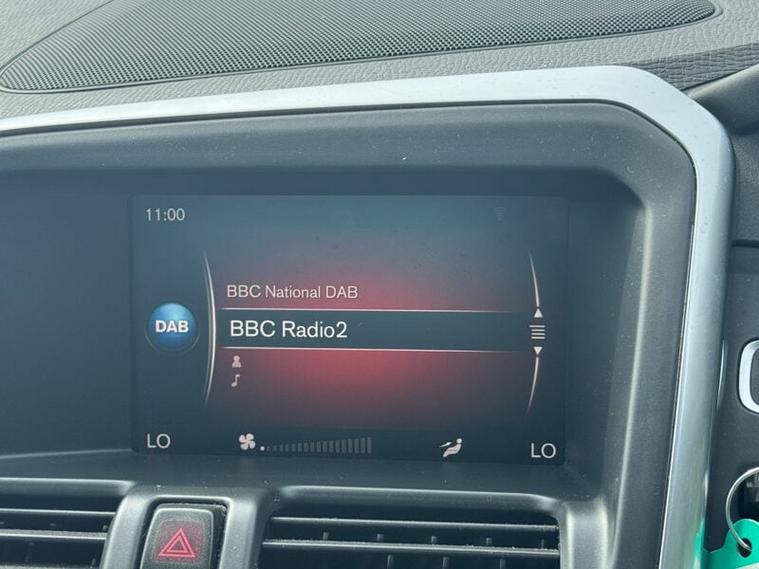 11:00
BBC National DAB
DAB
BBC Radio2
LO
LO